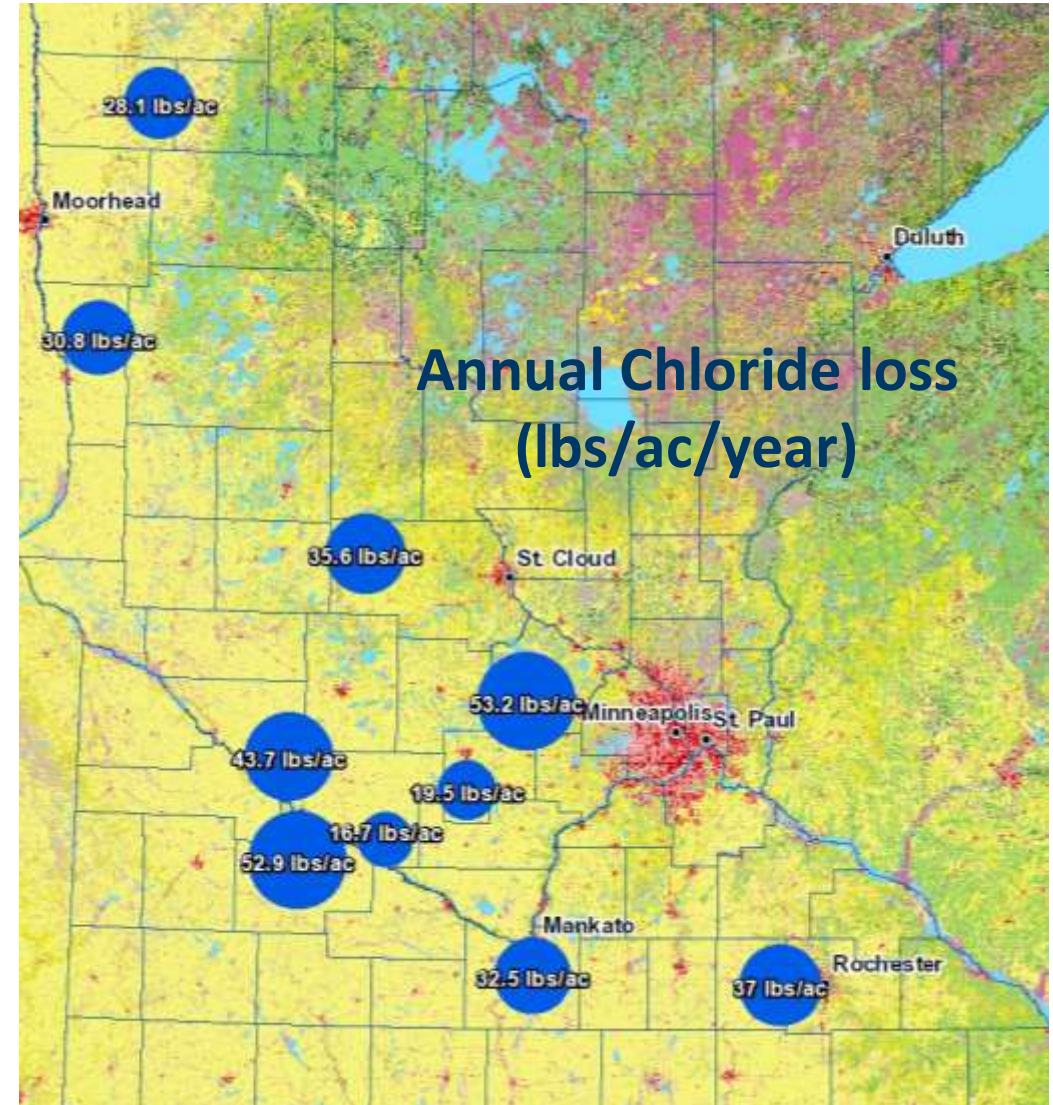 28.1 lbs/ac
Moorhead
Duluth
30.8 lbs/ac
Annual Chloride loss
(lbs/ac/year)
35.6 lbs/ac
St. Cloud
53.2 lbs/ac
Minneapolis
St. Paul
43.7 lbs/ac
19.5 lbs/ac
16.7 lbs/ac
52.9 lbs/ac
Mankato
32.5 lbs/ac
Rochester
37 lbs/ac